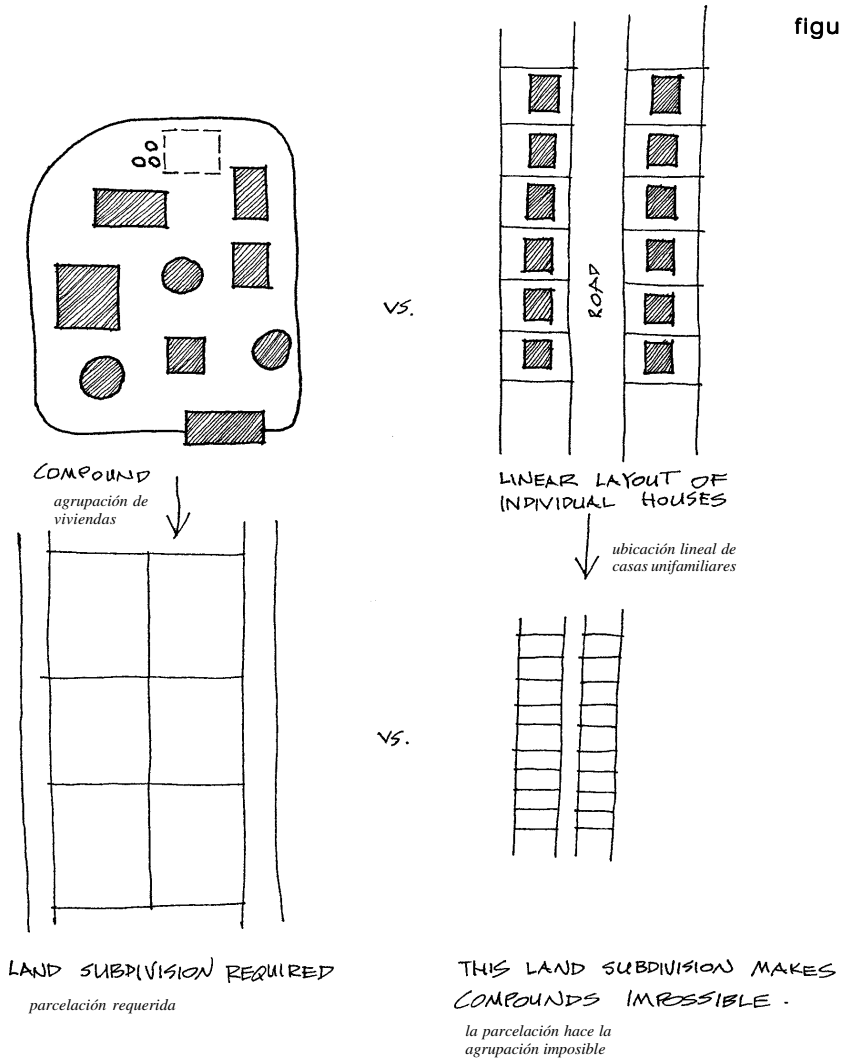 figu
VS.
ROAD
COMPOUND
agrupación de
viviendas
LINEAR LAYOUT OF
INDIVIDUAL HOUSES
ubicación lineal de
casas unifamiliares
VS.
LAND SUBDIVISION REQUIRED
parcelación requerida
THIS LAND SUBDIVISION MAKES
COMPOUNDS IMPOSSIBLE.
la parcelación hace la
agrupación imposible